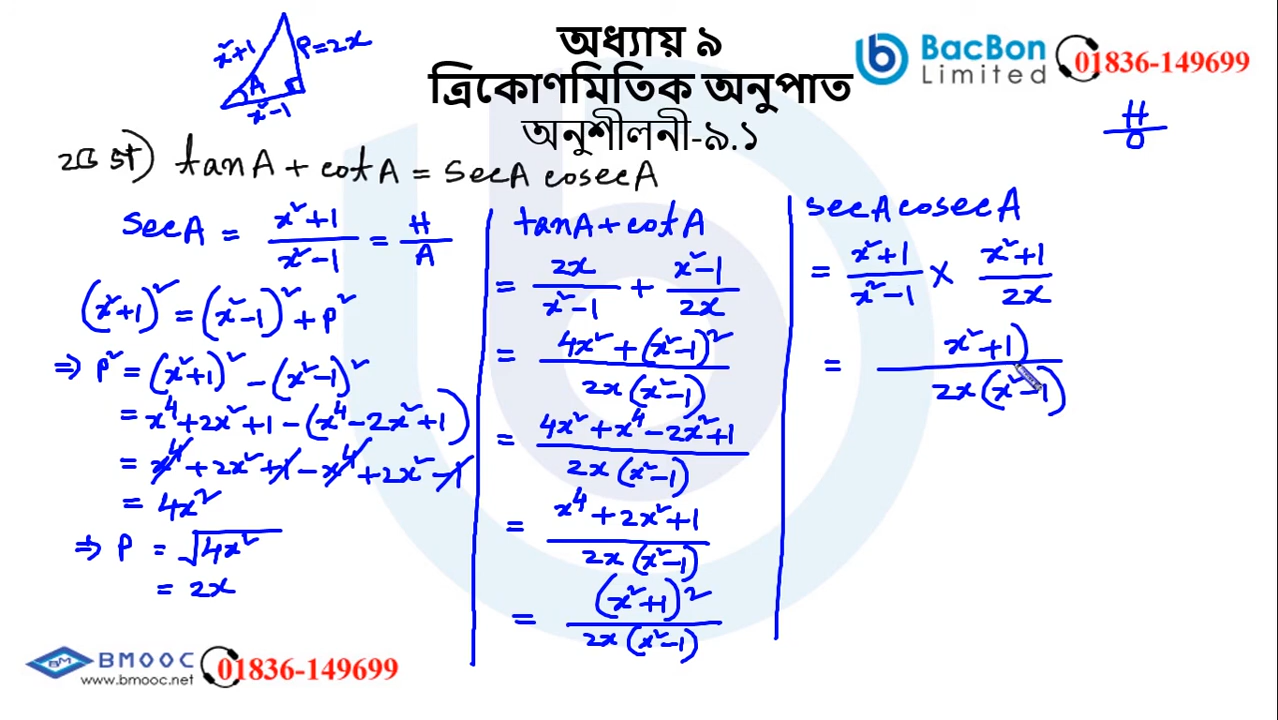 অধ্যায় ৯
ত্রিকোণমিতিক অনুপাত
অনুশীলনী-৯.১
BacBon
Limited
01836-149699
H/O
x²+1
P=2x
A
x²-1
tanA + cotA = SecA cosecA
SecA = (x²+1)/(x²-1) = H/A
(x²+1)² = (x²-1)² + P²
⇒ P² = (x²+1)² - (x²-1)²
= x⁴+2x²+1-(x⁴-2x²+1)
= x⁴+2x²+1-x⁴+2x²-1
= 4x²
⇒ P = √4x²
= 2x
tanA + cotA
= 2x/(x²-1) + (x²-1)/2x
= (4x²+(x²-1)²)/(2x(x²-1))
= (4x²+x⁴-2x²+1)/(2x(x²-1))
= (x⁴+2x²+1)/(2x(x²-1))
= (x²+1)²/(2x(x²-1))
secA cosecA
= (x²+1)/(x²-1) × (x²+1)/2x
= x²+1)/(2x(x²-1))
BMOOC
www.bmooc.net
01836-149699